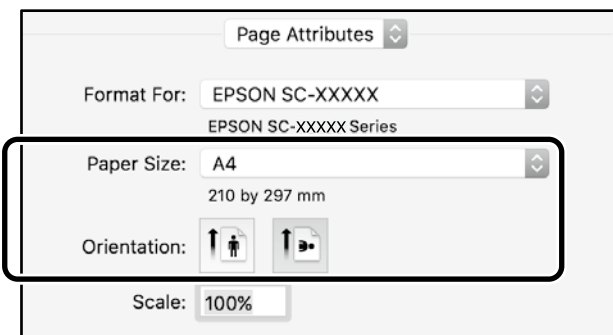 Page Attributes
Format For: EPSON SC-XXXXX
EPSON SC-XXXXX Series
Paper Size: A4
210 by 297 mm
Orientation:
Scale: 100%